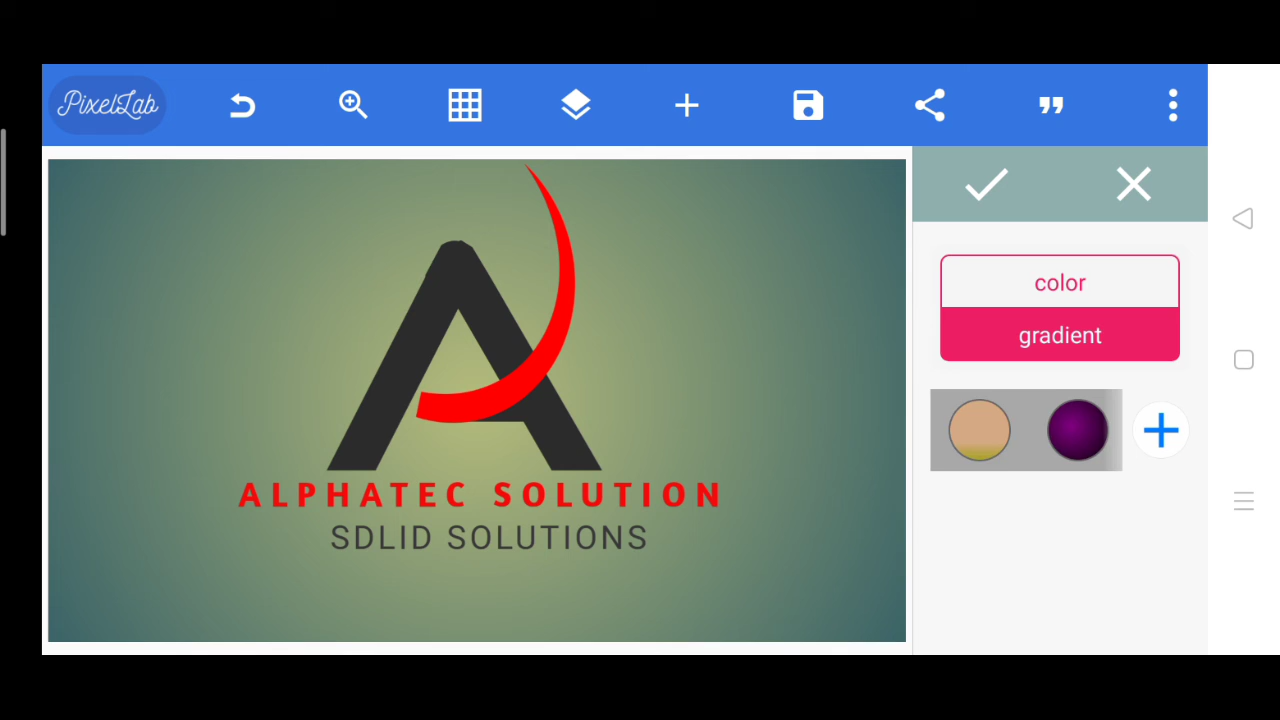 PixelLab
color
gradient
ALPHATEC SOLUTION
SDLID SOLUTIONS